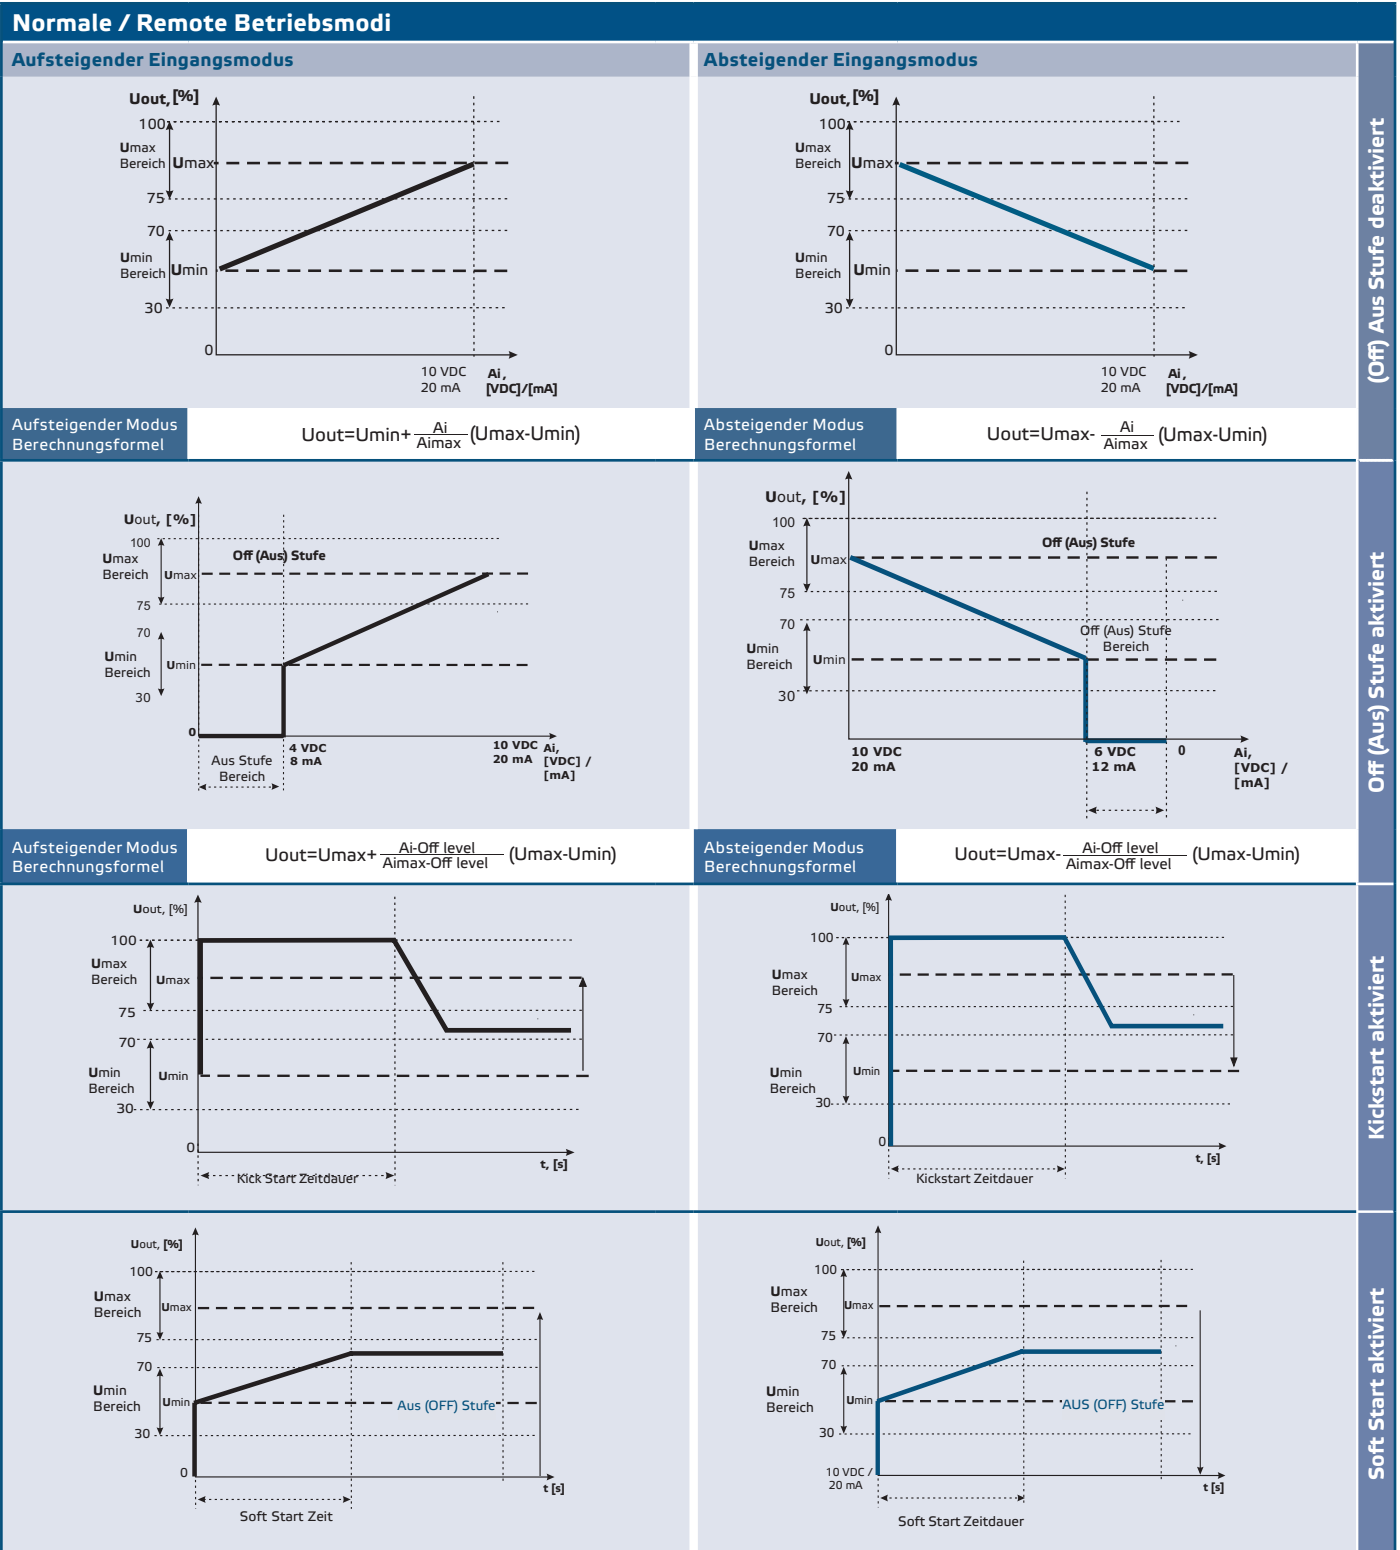 Normale / Remote Betriebsmodi
Aufsteigender Eingangsmodus
Uout, [%]
100
Umax
Bereich
Umax
75
70
Umin
Bereich
Umin
30
0
10 VDC
20 mA
Ai,
[VDC]/[mA]
Absteigender Eingangsmodus
Uout, [%]
100
Umax
Bereich
Umax
75
70
Umin
Bereich
Umin
30
0
10 VDC
20 mA
Ai,
[VDC]/[mA]
(Off) Aus Stufe deaktiviert
Aufsteigender Modus
Berechnungsformel
Uout=Umin+ Ai / Aimax (Umax-Umin)
Absteigender Modus
Berechnungsformel
Uout=Umax- Ai / Aimax (Umax-Umin)
Uout, [%]
100
Off (Aus) Stufe
Umax
Bereich
Umax
75
70
Umin
Bereich
Umin
30
0
4 VDC
8 mA
Aus Stufe
Bereich
10 VDC
20 mA
Ai,
[VDC] /
[mA]
Uout, [%]
100
Off (Aus) Stufe
Umax
Bereich
Umax
75
70
Off (Aus) Stufe
Bereich
Umin
Bereich
Umin
30
10 VDC
20 mA
6 VDC
12 mA
0
Ai,
[VDC] /
[mA]
Off (Aus) Stufe aktiviert
Aufsteigender Modus
Berechnungsformel
Uout=Umax+ Ai-Off level / Aimax-Off level (Umax-Umin)
Absteigender Modus
Berechnungsformel
Uout=Umax- Ai-Off level / Aimax-Off level (Umax-Umin)
Uout, [%]
100
Umax
Bereich
Umax
75
70
Umin
Bereich
Umin
30
0
t, [s]
Kick Start Zeitdauer
Uout, [%]
100
Umax
Bereich
Umax
75
70
Umin
Bereich
Umin
30
0
t, [s]
Kickstart Zeitdauer
Kickstart aktiviert
Uout, [%]
100
Umax
Bereich
Umax
75
70
Umin
Bereich
Umin
Aus (OFF) Stufe
30
0
t [s]
Soft Start Zeit
Uout, [%]
100
Umax
Bereich
Umax
75
70
Umin
Bereich
Umin
AUS (OFF) Stufe
30
10 VDC /
20 mA
t [s]
Soft Start Zeitdauer
Soft Start aktiviert